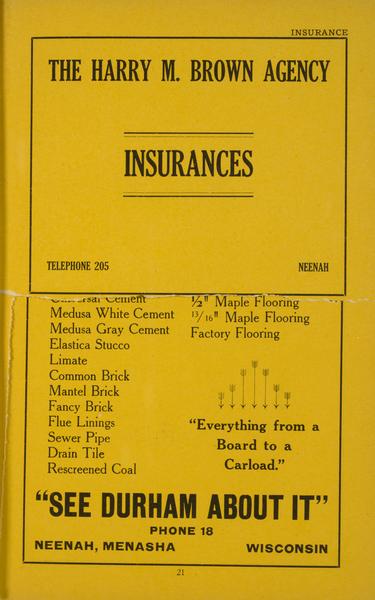 INSURANCE
THE HARRY M. BROWN AGENCY
INSURANCES
TELEPHONE 205
NEENAH
Universal Cement
Medusa White Cement
Medusa Gray Cement
Elastica Stucco
Limate
Common Brick
Mantel Brick
Fancy Brick
Flue Linings
Sewer Pipe
Drain Tile
Rescreened Coal
½" Maple Flooring
13/16" Maple Flooring
Factory Flooring
"Everything from a
Board to a
Carload."
"SEE DURHAM ABOUT IT"
PHONE 18
NEENAH, MENASHA WISCONSIN
21